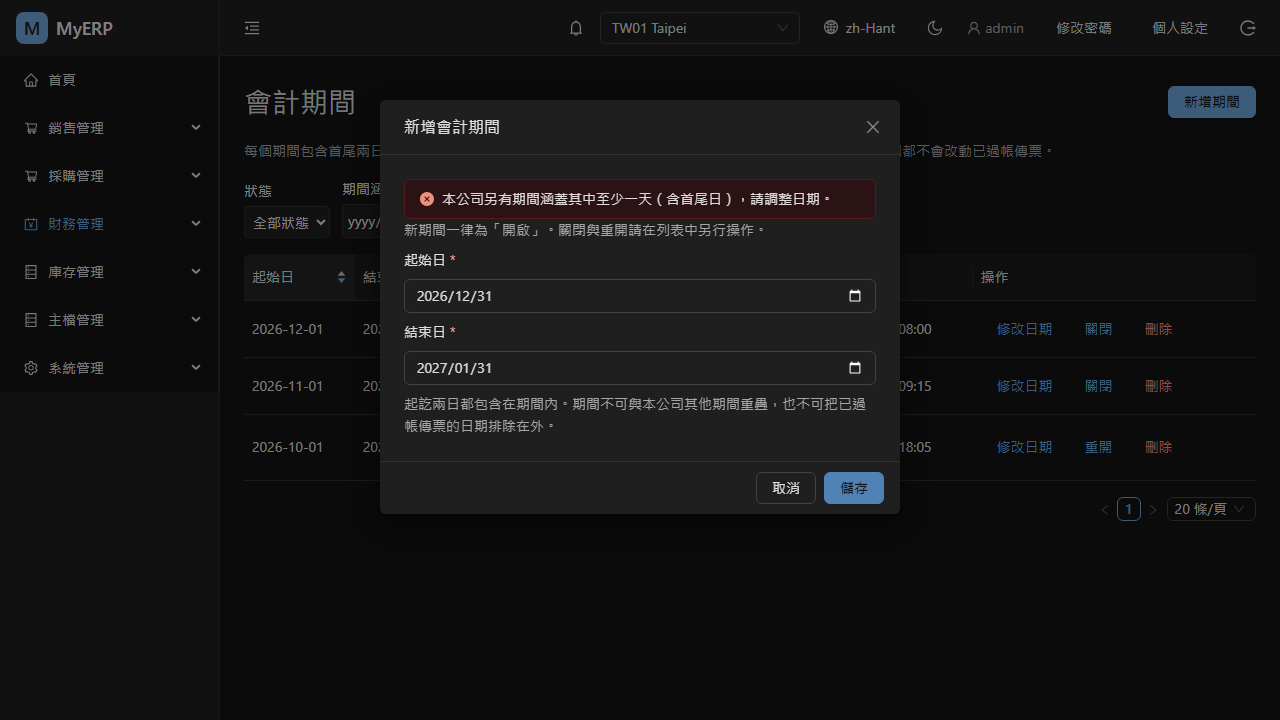 M MyERP
TW01 Taipei
zh-Hant
admin
修改密碼
個人設定
首頁
銷售管理
採購管理
財務管理
庫存管理
主檔管理
系統管理
會計期間
新增期間
每個期間包含首尾兩日
都不會改動已過帳傳票。
狀態
期間涵
全部狀態
yyyy/
起始日
操作
2026-12-01
08:00
修改日期
關閉
刪除
2026-11-01
09:15
修改日期
關閉
刪除
2026-10-01
18:05
修改日期
重開
刪除
1
20 條/頁
新增會計期間
本公司另有期間涵蓋其中至少一天（含首尾日），請調整日期。
新期間一律為「開啟」。關閉與重開請在列表中另行操作。
起始日 *
2026/12/31
結束日 *
2027/01/31
起訖兩日都包含在期間內。期間不可與本公司其他期間重疊，也不可把已過
帳傳票的日期排除在外。
取消
儲存